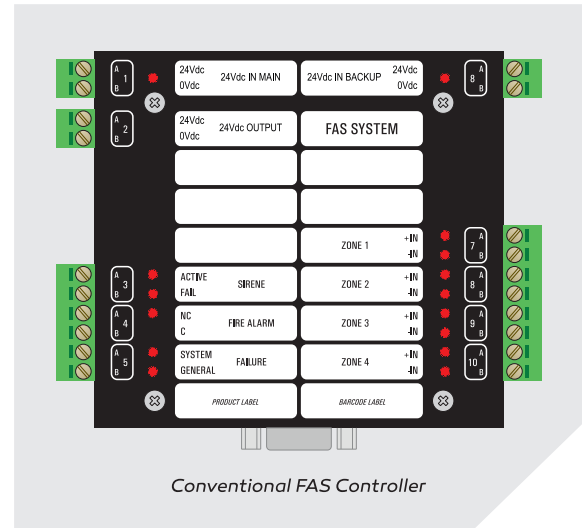 A 1 B
24Vdc 0Vdc 24Vdc IN MAIN
24Vdc IN BACKUP 24Vdc 0Vdc
8 A B
A 2 B
24Vdc 0Vdc 24Vdc OUTPUT
FAS SYSTEM
ZONE 1 +IN -IN
7 A B
A 3 B
ACTIVE FAIL SIRENE
ZONE 2 +IN -IN
8 A B
A 4 B
NC C FIRE ALARM
ZONE 3 +IN -IN
9 A B
A 5 B
SYSTEM GENERAL FAILURE
ZONE 4 +IN -IN
10 A B
PRODUCT LABEL
BARCODE LABEL
Conventional FAS Controller